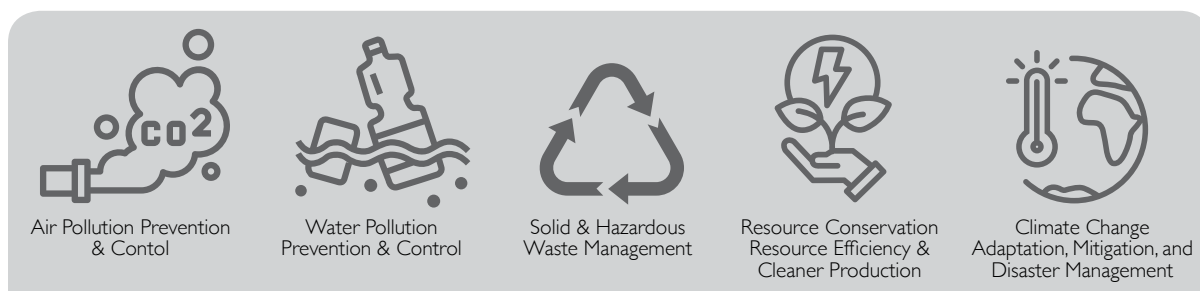 CO2
Air Pollution Prevention
& Contol
Water Pollution
Prevention & Control
Solid & Hazardous
Waste Management
Resource Conservation
Resource Efficiency &
Cleaner Production
Climate Change
Adaptation, Mitigation, and
Disaster Management